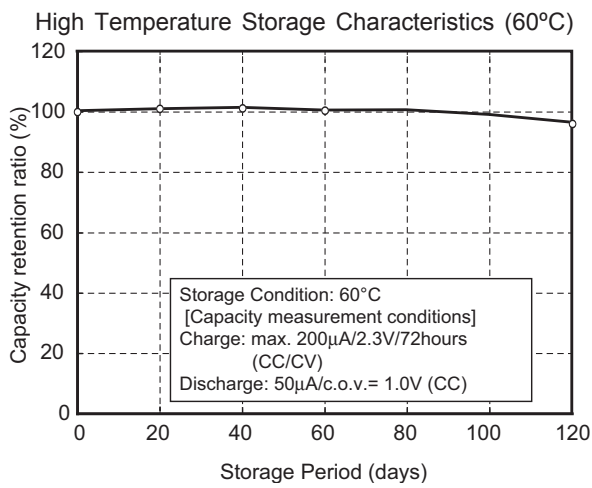 High Temperature Storage Characteristics (60ºC)
Capacity retention ratio (%)
120
100
80
60
40
20
0
Storage Condition: 60°C
[Capacity measurement conditions]
Charge: max. 200µA/2.3V/72hours
(CC/CV)
Discharge: 50µA/c.o.v.= 1.0V (CC)
0 20 40 60 80 100 120
Storage Period (days)